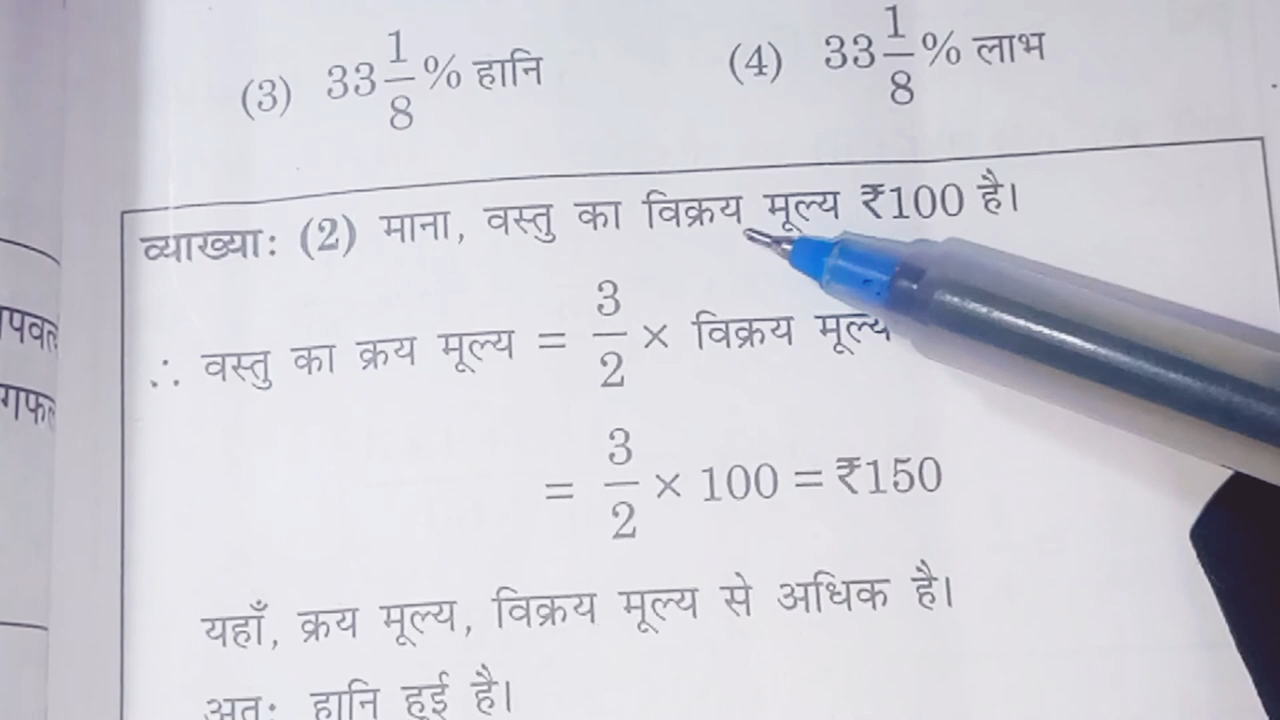 (3) 33 1/8 % हानि (4) 33 1/8 % लाभ
व्याख्या: (2) माना, वस्तु का विक्रय मूल्य ₹100 है।
∴ वस्तु का क्रय मूल्य = 3/2 × विक्रय मूल्य
= 3/2 × 100 = ₹150
यहाँ, क्रय मूल्य, विक्रय मूल्य से अधिक है।
अतः हानि हुई है।